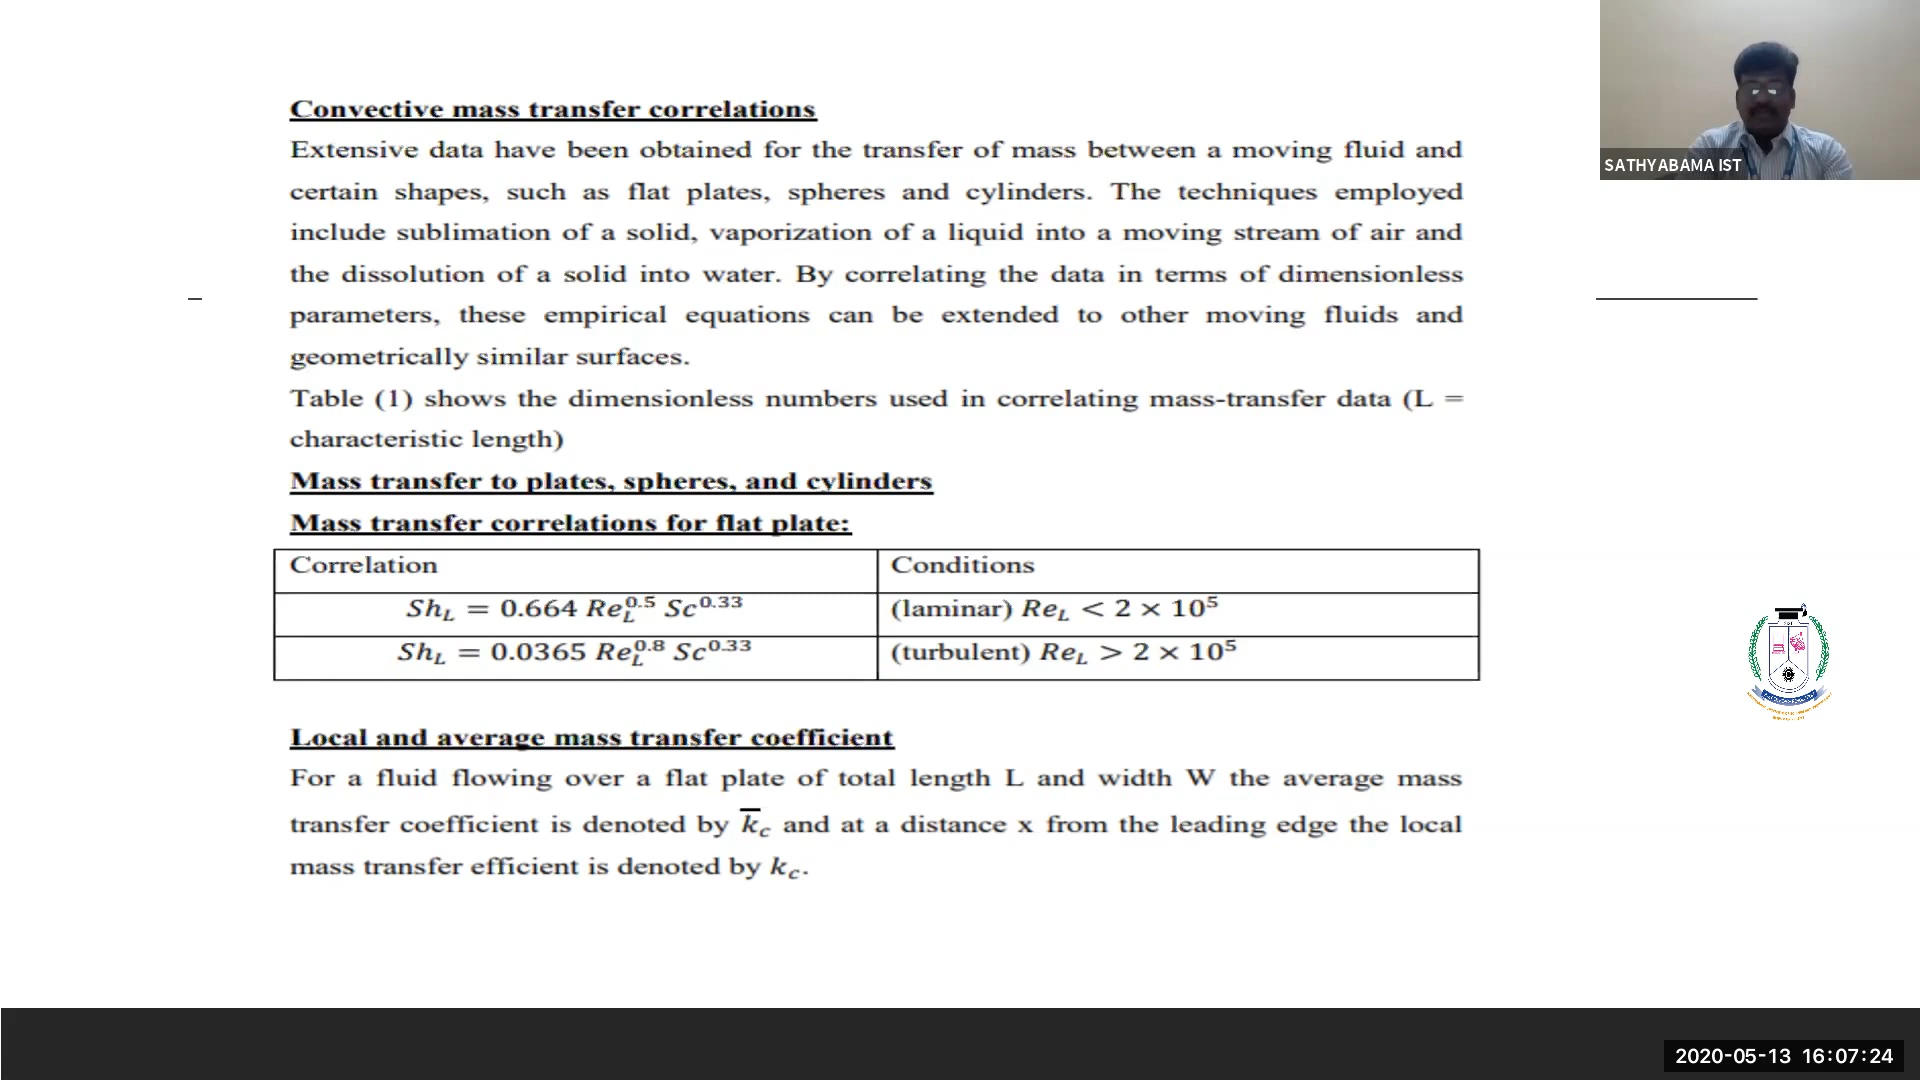 Convective mass transfer correlations
Extensive data have been obtained for the transfer of mass between a moving fluid and
certain shapes, such as flat plates, spheres and cylinders. The techniques employed
include sublimation of a solid, vaporization of a liquid into a moving stream of air and
the dissolution of a solid into water. By correlating the data in terms of dimensionless
parameters, these empirical equations can be extended to other moving fluids and
geometrically similar surfaces.
Table (1) shows the dimensionless numbers used in correlating mass-transfer data (L =
characteristic length)
Mass transfer to plates, spheres, and cylinders
Mass transfer correlations for flat plate:
Correlation Conditions
Sh_L = 0.664 Re_L^0.5 Sc^0.33 (laminar) Re_L < 2 × 10^5
Sh_L = 0.0365 Re_L^0.8 Sc^0.33 (turbulent) Re_L > 2 × 10^5
Local and average mass transfer coefficient
For a fluid flowing over a flat plate of total length L and width W the average mass
transfer coefficient is denoted by k̅_c and at a distance x from the leading edge the local
mass transfer efficient is denoted by k_c.
SATHYABAMA IST
2020-05-13 16:07:24